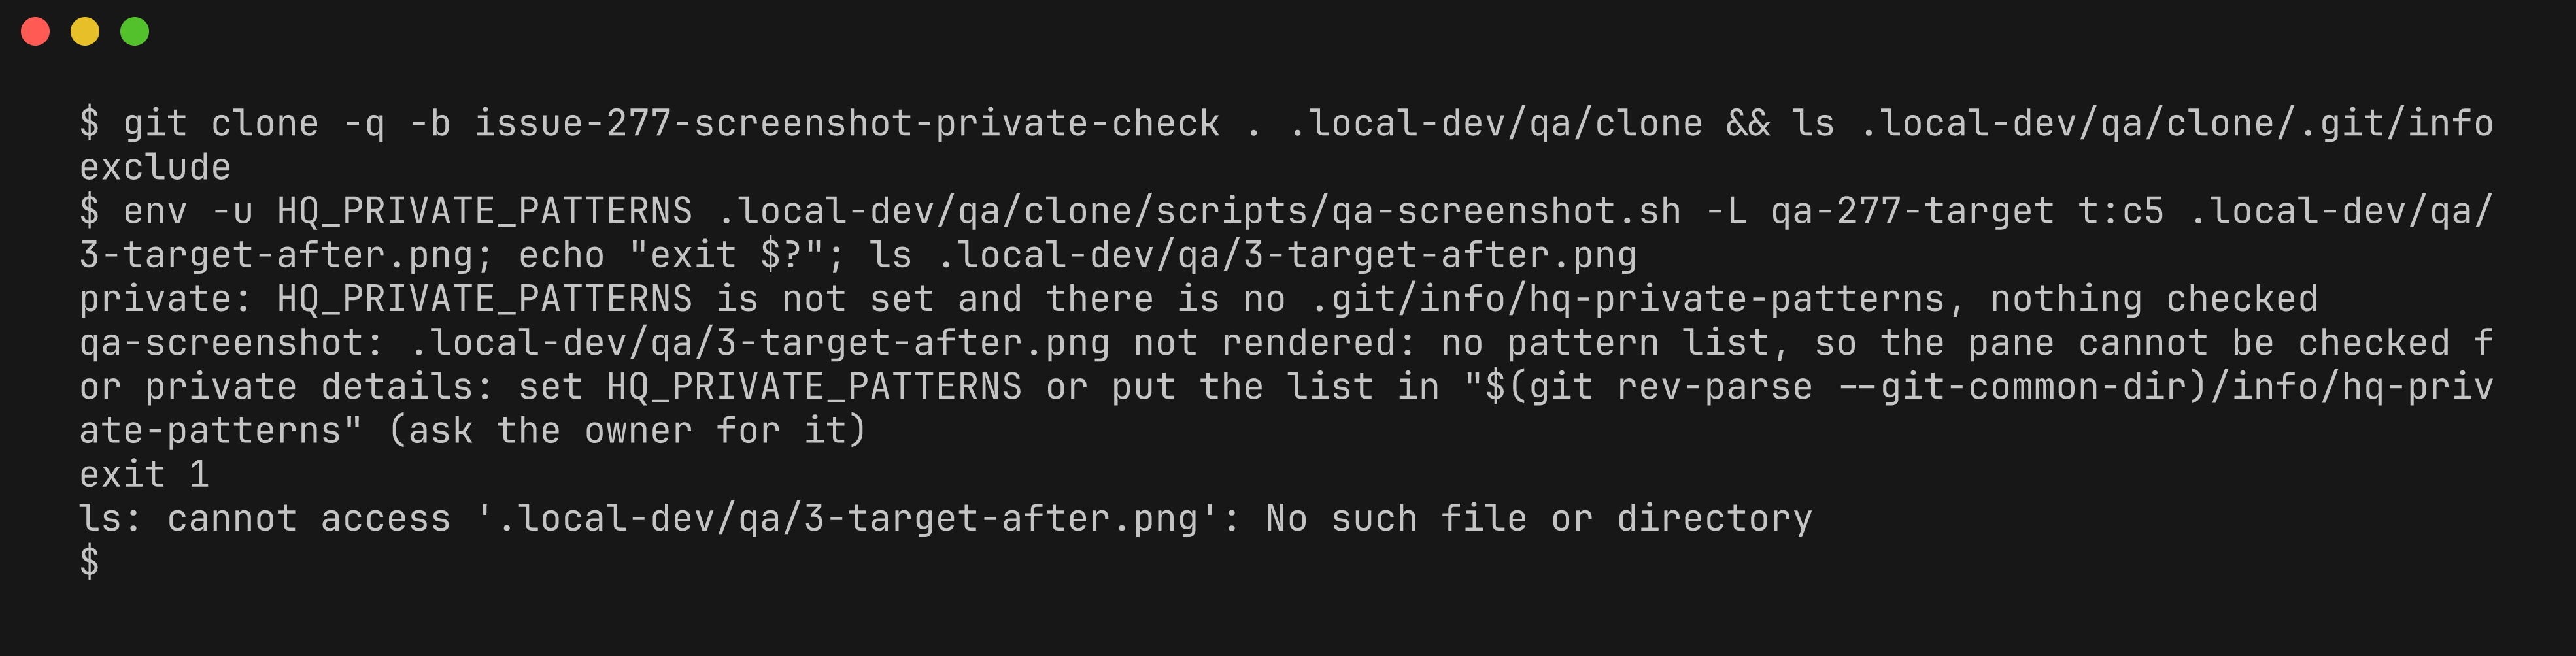 $ git clone -q -b issue-277-screenshot-private-check . .local-dev/qa/clone && ls .local-dev/qa/clone/.git/info
exclude
$ env -u HQ_PRIVATE_PATTERNS .local-dev/qa/clone/scripts/qa-screenshot.sh -L qa-277-target t:c5 .local-dev/qa/
3-target-after.png; echo "exit $?"; ls .local-dev/qa/3-target-after.png
private: HQ_PRIVATE_PATTERNS is not set and there is no .git/info/hq-private-patterns, nothing checked
qa-screenshot: .local-dev/qa/3-target-after.png not rendered: no pattern list, so the pane cannot be checked f
or private details: set HQ_PRIVATE_PATTERNS or put the list in "$(git rev-parse --git-common-dir)/info/hq-priv
ate-patterns" (ask the owner for it)
exit 1
ls: cannot access '.local-dev/qa/3-target-after.png': No such file or directory
$